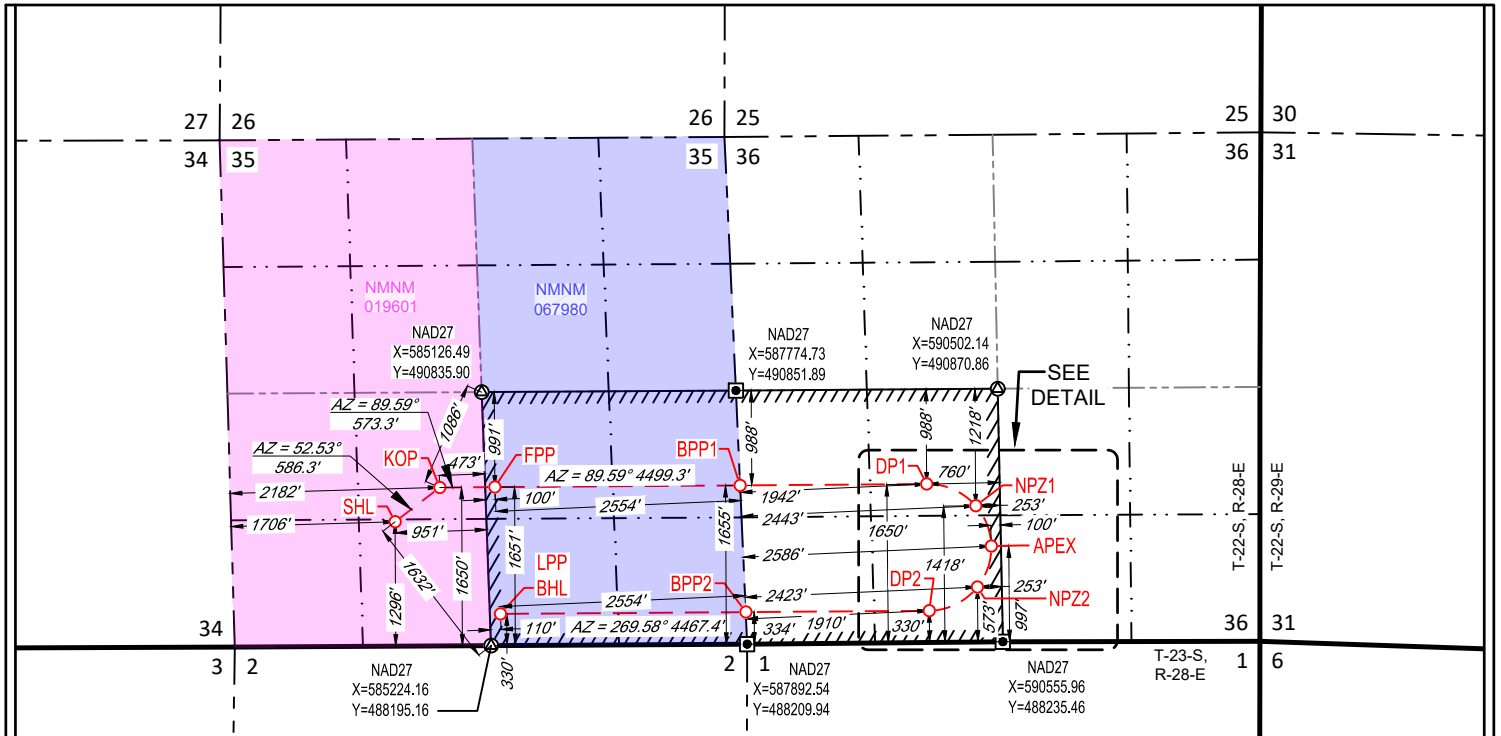 27 26
34 35
26 25
35 36
25 30
36 31
NMNM
019601
NMNM
067980
NAD27
X=585126.49
Y=490835.90
NAD27
X=587774.73
Y=490851.89
NAD27
X=590502.14
Y=490870.86
SEE
DETAIL
AZ = 89.59°
573.3'
1086'
AZ = 52.53°
586.3'
KOP
473'
991'
FPP
AZ = 89.59° 4499.3'
BPP1
988'
988'
1218'
DP1
760'
NPZ1
253'
2182'
100'
2554'
1942'
2443'
SHL
1706'
951'
100'
1655'
1650'
1651'
1650'
2586'
1418'
APEX
1632'
1296'
LPP
BHL
BPP2
2554'
2423'
DP2
253'
NPZ2
110'
AZ = 269.58° 4467.4'
334'
1910'
330'
573'
997'
330'
T-22-S, R-28-E
T-22-S, R-29-E
34
3 2
2 1
36 31
1 6
T-23-S,
R-28-E
NAD27
X=585224.16
Y=488195.16
NAD27
X=587892.54
Y=488209.94
NAD27
X=590555.96
Y=488235.46